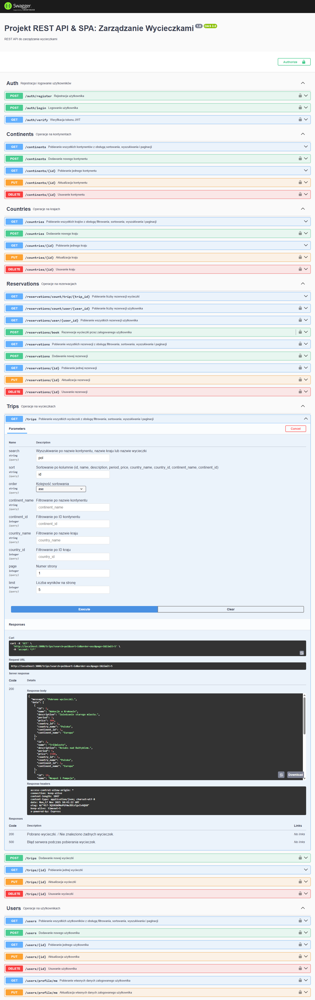 Swagger.
Supported by SMARTBEAR
Projekt REST API & SPA: Zarządzanie Wycieczkami 1.0 OAS 3.0
REST API do zarządzania wycieczkami
Authorize
Auth Rejestracja i logowanie użytkowników
POST /auth/register Rejestracja użytkownika
POST /auth/login Logowanie użytkownika
GET /auth/verify Weryfikacja tokenu JWT
Continents Operacje na kontynentach
GET /continents Pobieranie wszystkich kontynentów z obsługą sortowania, wyszukiwania i paginacji
POST /continents Dodawanie nowego kontynentu
GET /continents/{id} Pobieranie jednego kontynentu
PUT /continents/{id} Aktualizacja kontynentu
DELETE /continents/{id} Usuwanie kontynentu
Countries Operacje na krajach
GET /countries Pobieranie wszystkich krajów z obsługą filtrowania, sortowania, wyszukiwania i paginacji
POST /countries Dodawanie nowego kraju
GET /countries/{id} Pobieranie jednego kraju
PUT /countries/{id} Aktualizacja kraju
DELETE /countries/{id} Usuwanie kraju
Reservations Operacje na rezerwacjach
GET /reservations/count/trip/{trip_id} Pobieranie liczby rezerwacji wycieczki
GET /reservations/count/user/{user_id} Pobieranie liczby rezerwacji użytkownika
GET /reservations/user/{user_id} Pobieranie wszystkich rezerwacji użytkownika
POST /reservations/book Rezerwacja wycieczki przez zalogowanego użytkownika
GET /reservations Pobieranie wszystkich rezerwacji z obsługą filtrowania, sortowania, wyszukiwania i paginacji
POST /reservations Dodawanie nowej rezerwacji
GET /reservations/{id} Pobieranie jednej rezerwacji
PUT /reservations/{id} Aktualizacja rezerwacji
DELETE /reservations/{id} Usuwanie rezerwacji
Trips Operacje na wycieczkach
GET /trips Pobieranie wszystkich wycieczek z obsługą filtrowania, sortowania, wyszukiwania i paginacji
Parameters Cancel
Name Description
search Wyszukiwanie po nazwie kontynentu, nazwie kraju lub nazwie wycieczki
string
(query)
pol
sort Sortowanie po kolumnie (id, name, description, period, price, country_name, country_id, continent_name, continent_id)
string
(query)
id
order Kolejność sortowania
string
(query)
asc
continent_name Filtrowanie po nazwie kontynentu
string
(query)
continent_name
continent_id Filtrowanie po ID kontynentu
integer
(query)
continent_id
country_name Filtrowanie po nazwie kraju
string
(query)
country_name
country_id Filtrowanie po ID kraju
integer
(query)
country_id
page Numer strony
integer
(query)
1
limit Liczba wyników na stronę
integer
(query)
5
Execute Clear
Responses
Curl
curl -X 'GET' \
'http://localhost:3000/trips?search=pol&sort=id&order=asc&page=1&limit=5' \
-H 'accept: */*'
Request URL
http://localhost:3000/trips?search=pol&sort=id&order=asc&page=1&limit=5
Server response
Code Details
200
Response body
{
"message": "Pobrano wycieczki.",
"data": [
{
"id": 1,
"name": "Wakacje w Krakowie",
"description": "Zwiedzanie starego miasta.",
"period": 3,
"price": 900,
"country_id": 1,
"country_name": "Polska",
"continent_id": 1,
"continent_name": "Europa"
},
{
"id": 2,
"name": "Trójmiasto",
"description": "Relaks nad Bałtykiem.",
"period": 5,
"price": 1500,
"country_id": 1,
"country_name": "Polska",
"continent_id": 1,
"continent_name": "Europa"
},
{
"id": 14,
"name": "Neapol i Pompeje",
Download
Response headers
access-control-allow-origin: *
connection: keep-alive
content-length: 1047
content-type: application/json; charset=utf-8
date: Mon,17 Nov 2025 10:41:22 GMT
etag: W/"417-3QiKGbDNoPGFWwJDCeTgvIv6QG8"
keep-alive: timeout=5
x-powered-by: Express
Responses
Code Description Links
200 Pobrano wycieczki. / Nie znaleziono żadnych wycieczek. No links
500 Błąd serwera podczas pobierania wycieczek. No links
POST /trips Dodawanie nowej wycieczki
GET /trips/{id} Pobieranie jednej wycieczki
PUT /trips/{id} Aktualizacja wycieczki
DELETE /trips/{id} Usuwanie wycieczki
Users Operacje na użytkownikach
GET /users Pobieranie wszystkich użytkowników z obsługą filtrowania, sortowania, wyszukiwania i paginacji
POST /users Dodawanie nowego użytkownika
GET /users/{id} Pobieranie jednego użytkownika
PUT /users/{id} Aktualizacja użytkownika
DELETE /users/{id} Usuwanie użytkownika
GET /users/profile/me Pobieranie własnych danych zalogowanego użytkownika
PUT /users/profile/me Aktualizacja własnych danych zalogowanego użytkownika